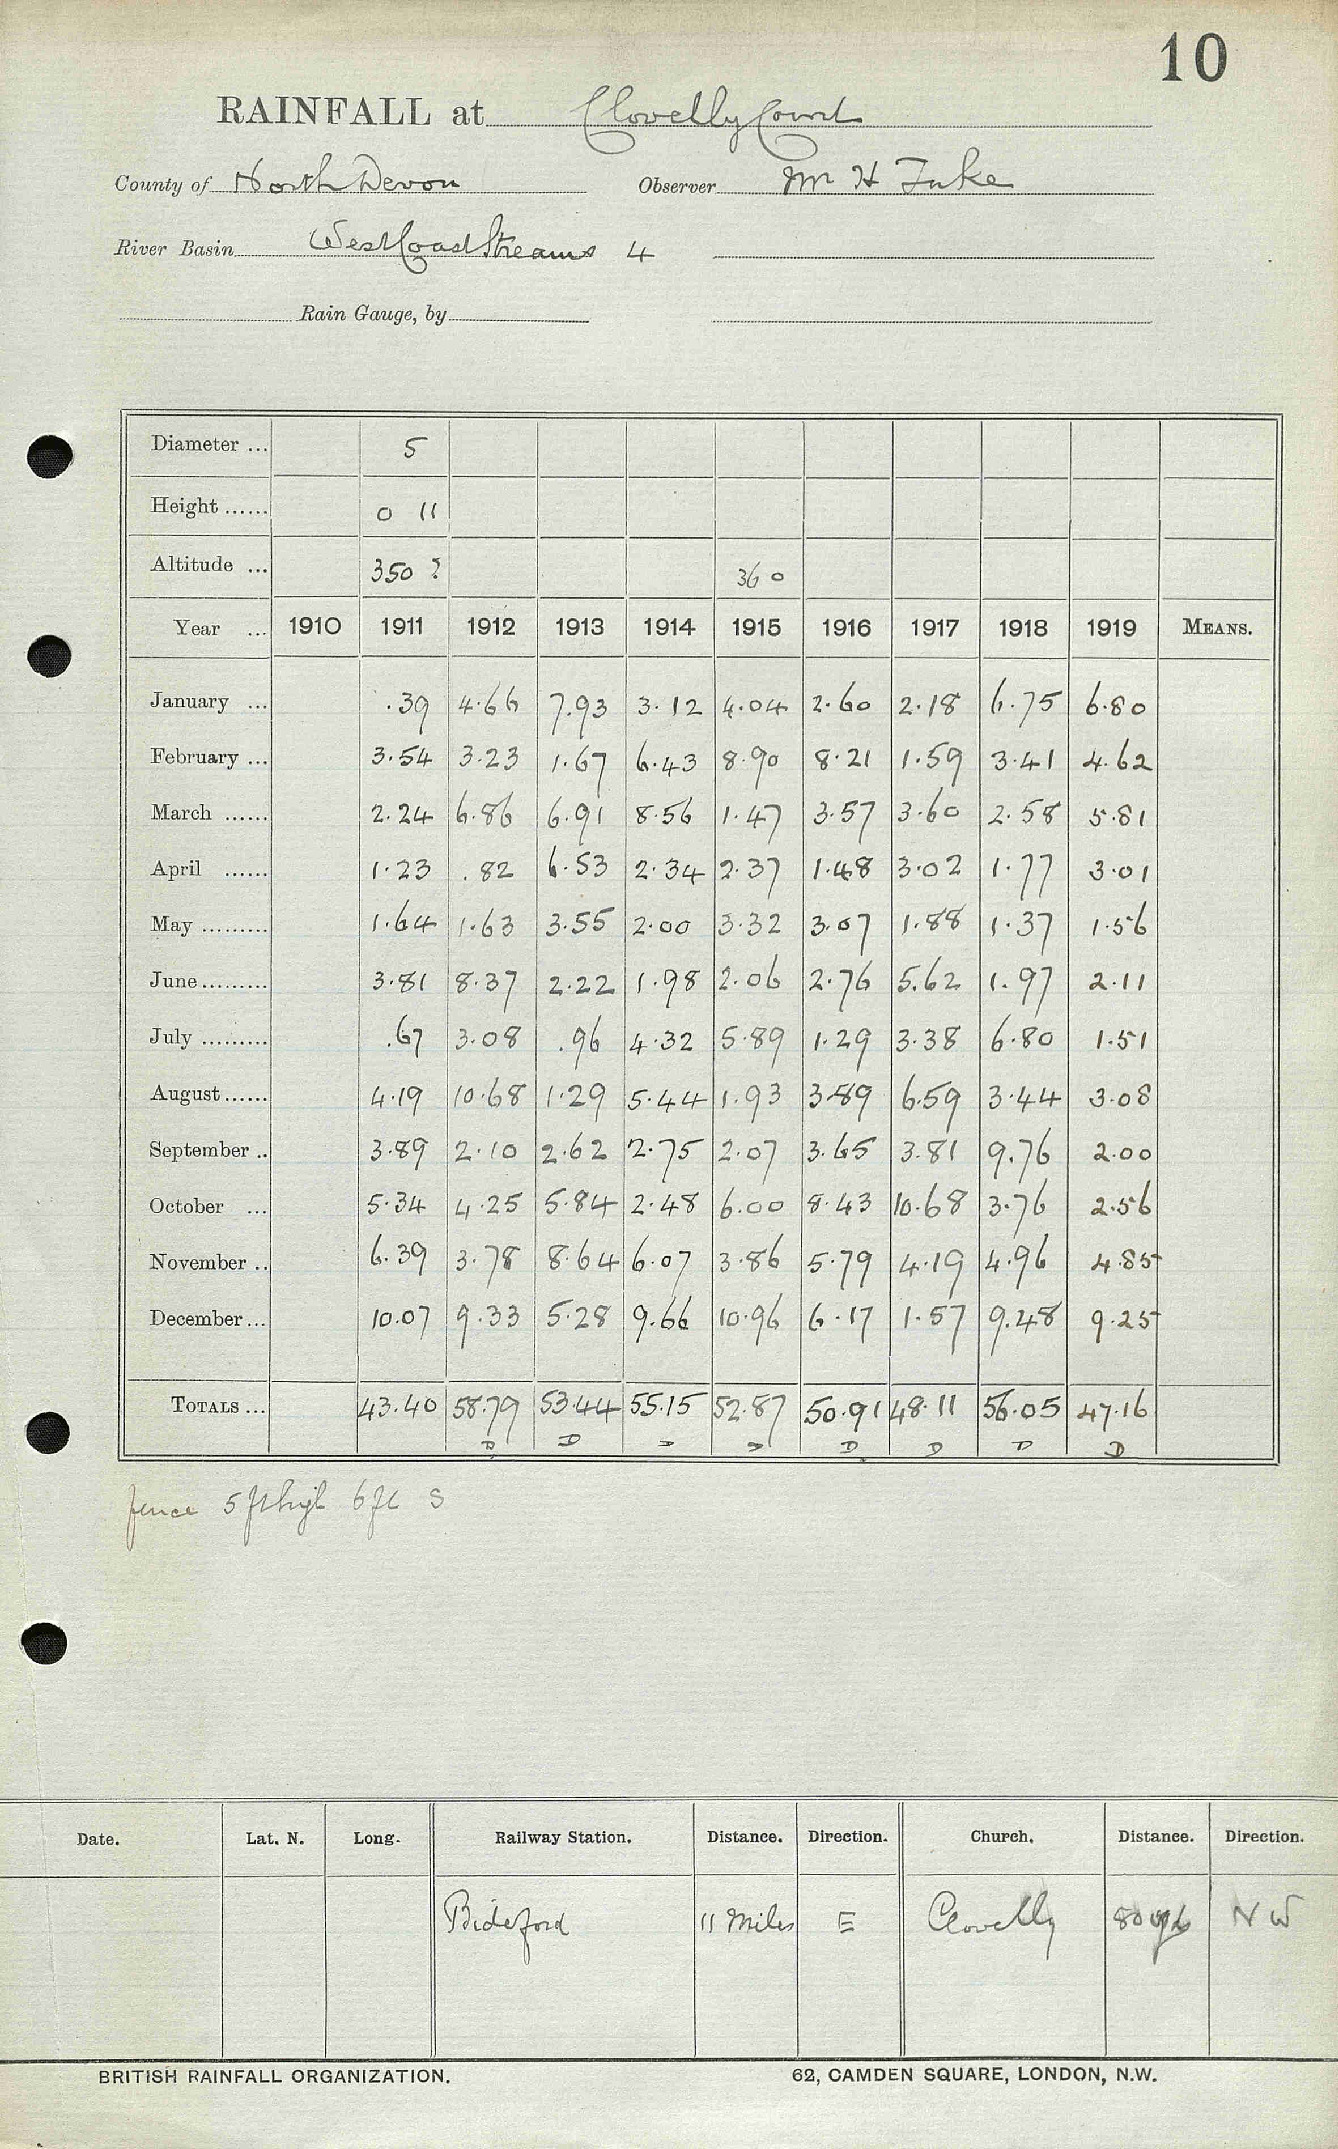 10
RAINFALL at Clovelly Court
County of North Devon Observer Mr H Tuke
River Basin West Coast Streams 4
Rain Gauge, by
Diameter ... 5
Height ...... 0 11
Altitude ... 350 ? 360
Year ... 1910 1911 1912 1913 1914 1915 1916 1917 1918 1919 MEANS.
January ... .39 4.66 7.93 3.12 4.04 2.60 2.18 6.75 6.80
February ... 3.54 3.23 1.67 6.43 8.90 8.21 1.59 3.41 4.62
March ...... 2.24 6.86 6.91 8.56 1.47 3.57 3.60 2.58 5.81
April ...... 1.23 .82 6.53 2.34 2.37 1.48 3.02 1.77 3.01
May ......... 1.64 1.63 3.55 2.00 3.32 3.07 1.88 1.37 1.56
June......... 3.81 8.37 2.22 1.98 2.06 2.76 5.62 1.97 2.11
July ......... .67 3.08 .96 4.32 5.89 1.29 3.38 6.80 1.51
August...... 4.19 10.68 1.29 5.44 1.93 3.89 6.59 3.44 3.08
September .. 3.89 2.10 2.62 2.75 2.07 3.65 3.81 9.76 2.00
October ... 5.34 4.25 5.84 2.48 6.00 8.43 10.68 3.76 2.56
November .. 6.39 3.78 8.64 6.07 3.86 5.79 4.19 4.96 4.85
December... 10.07 9.33 5.28 9.66 10.96 6.17 1.57 9.48 9.25
TOTALS ... 43.40 58.79 53.44 55.15 52.87 50.91 48.11 56.05 47.16
D D D D D D D D
fence 5 ft high 6 ft S
Date. Lat. N. Long. Railway Station. Distance. Direction. Church. Distance. Direction.
Bideford 11 Miles E Clovelly 80 yds N W
BRITISH RAINFALL ORGANIZATION. 62, CAMDEN SQUARE, LONDON, N.W.